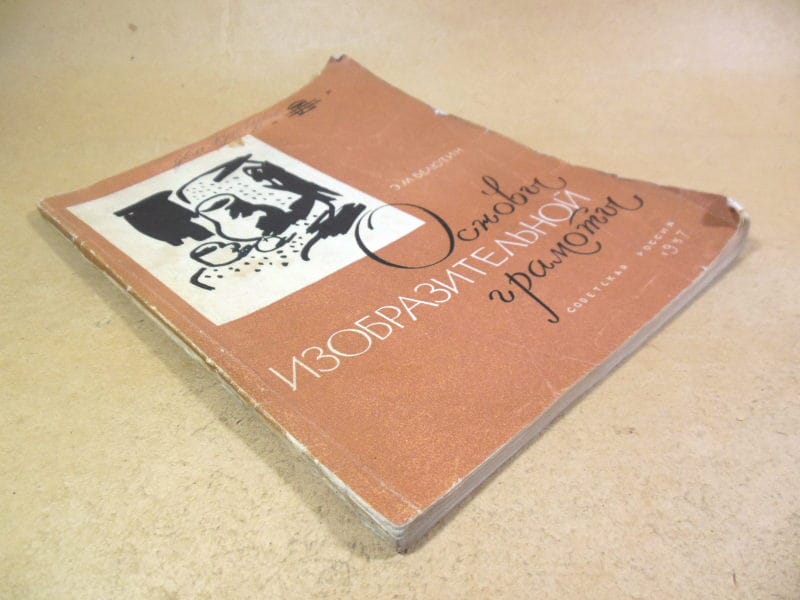 Э.М. БЕЛЮТИН
Основы
ИЗОБРАЗИТЕЛЬНОЙ
грамоты
СОВЕТСКАЯ РОССИЯ
1957